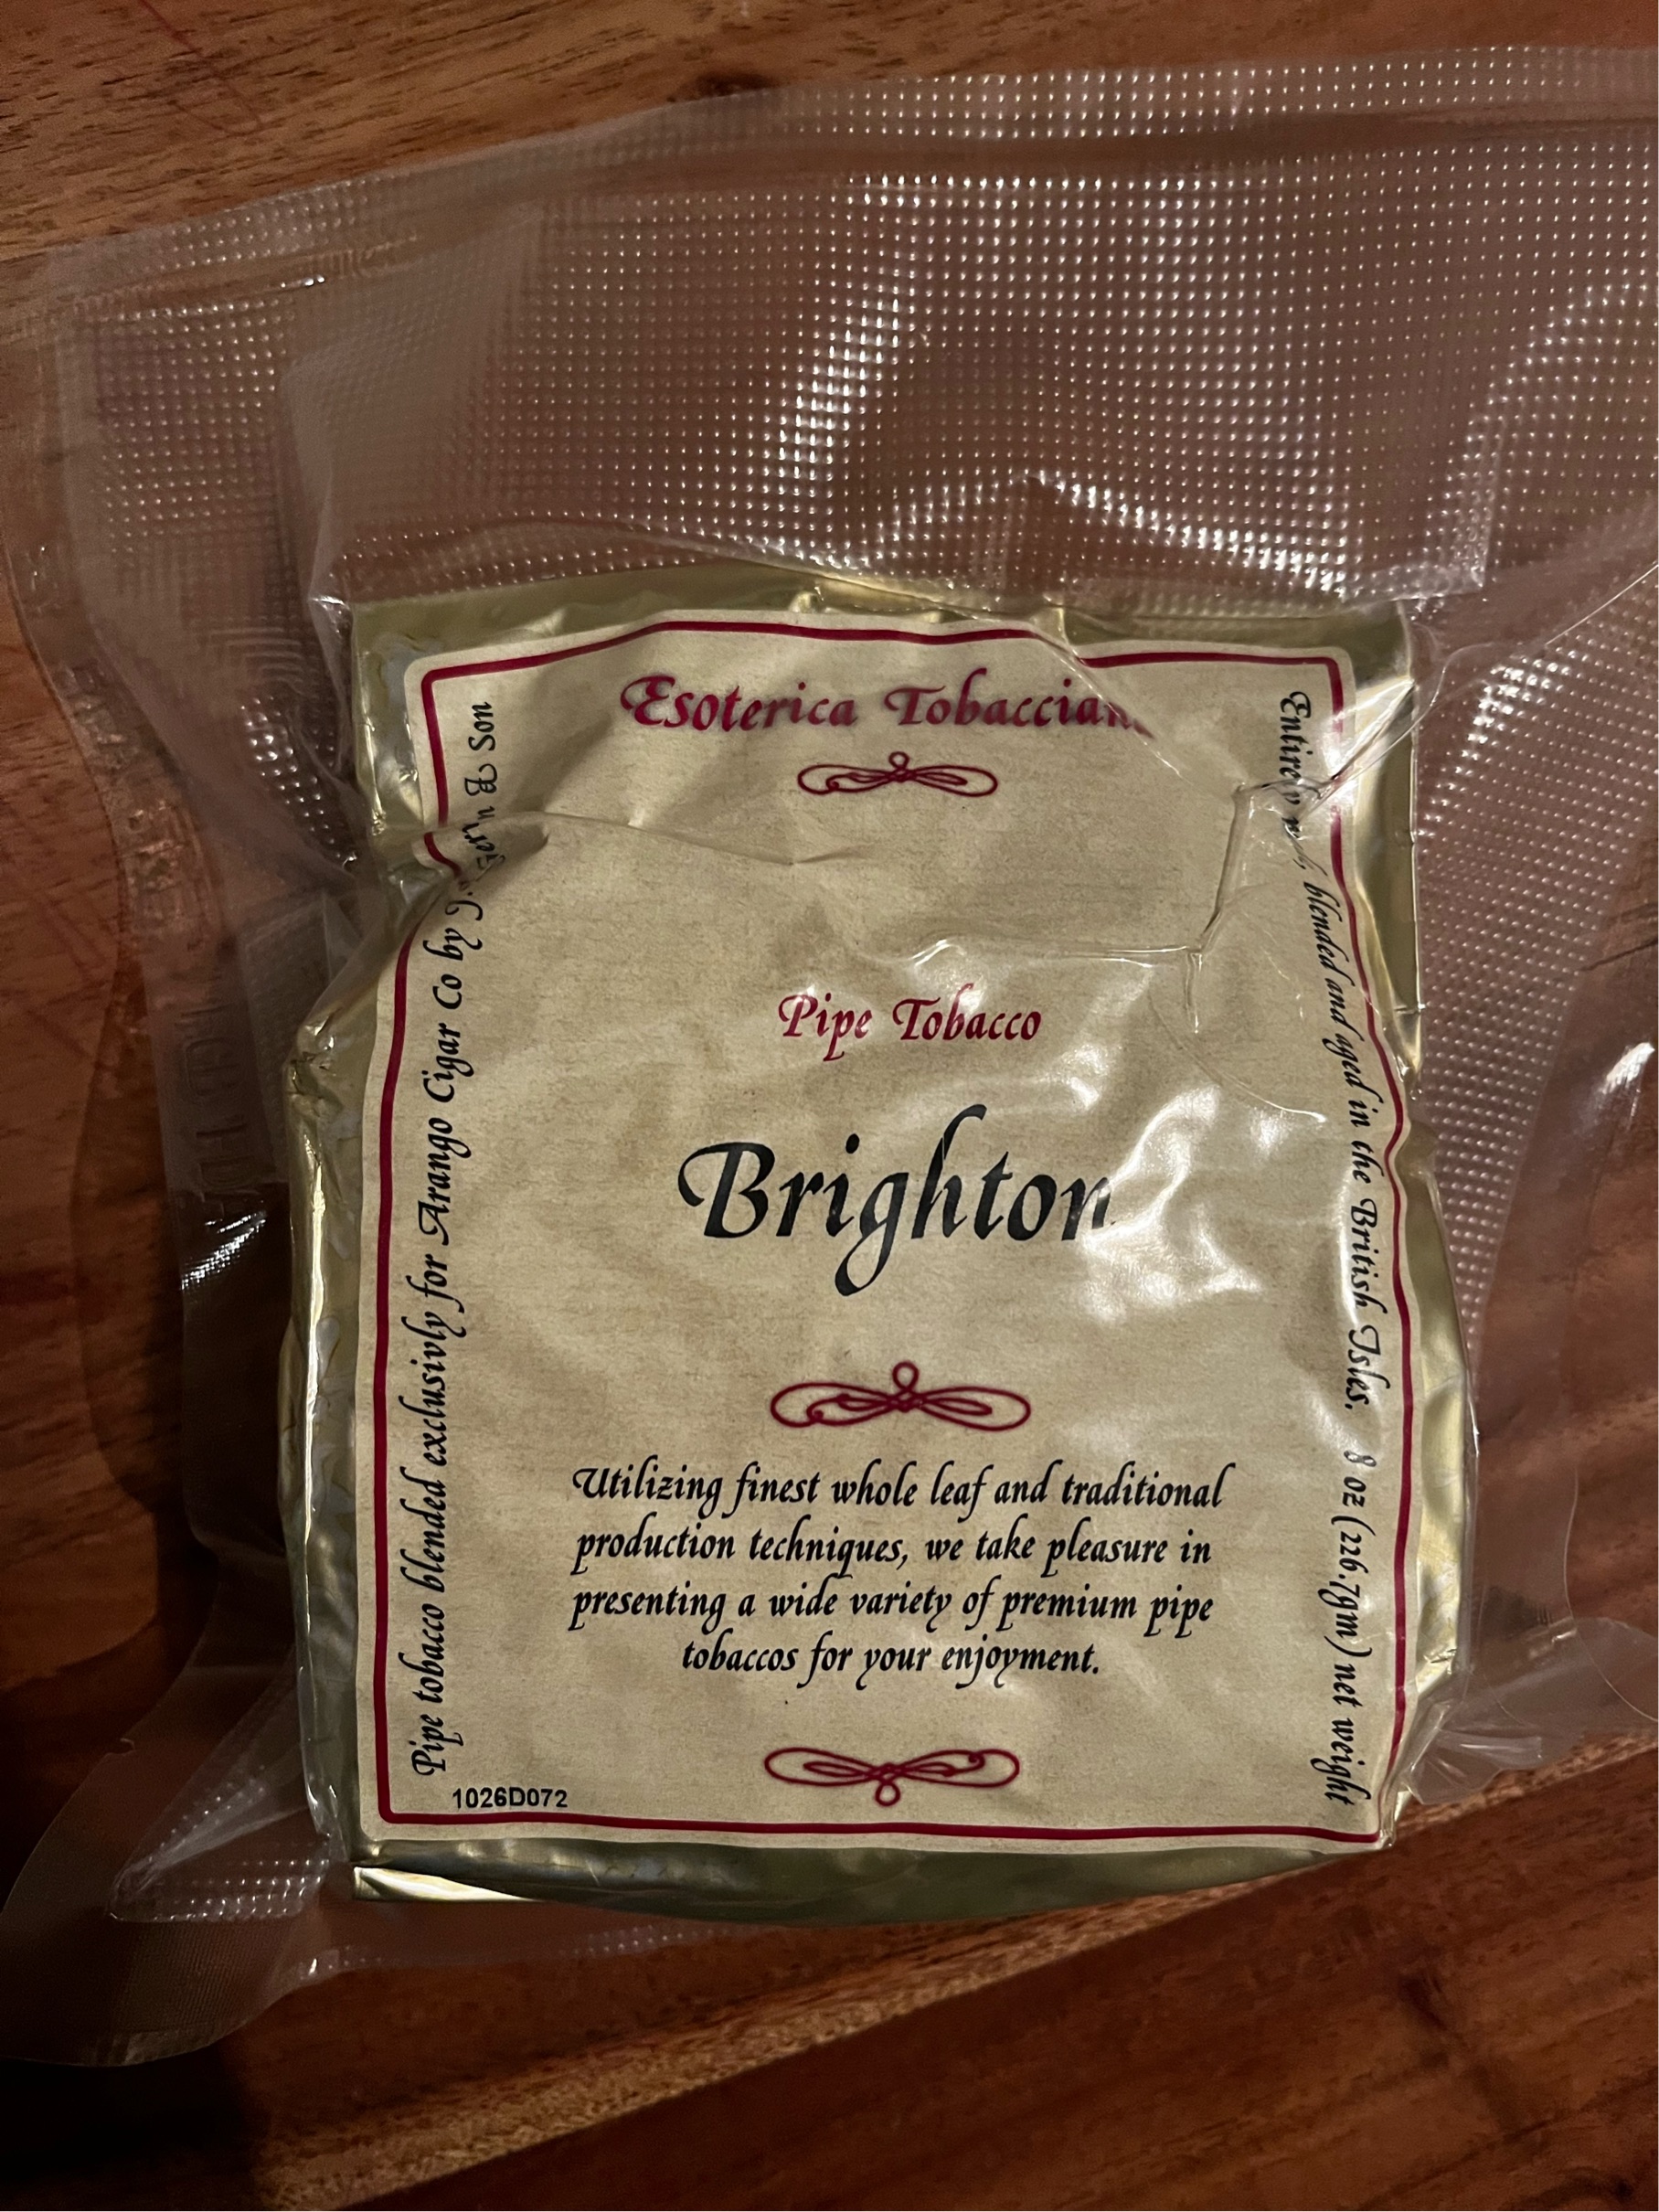 Esoterica Tobacciana
Pipe Tobacco
Brighton
Utilizing finest whole leaf and traditional
production techniques, we take pleasure in
presenting a wide variety of premium pipe
tobaccos for your enjoyment.
1026D072
Pipe tobacco blended exclusivly for Arango Cigar Co by & Son
Entirely blended and aged in the British Isles. 8 oz (226.7gm) net weight